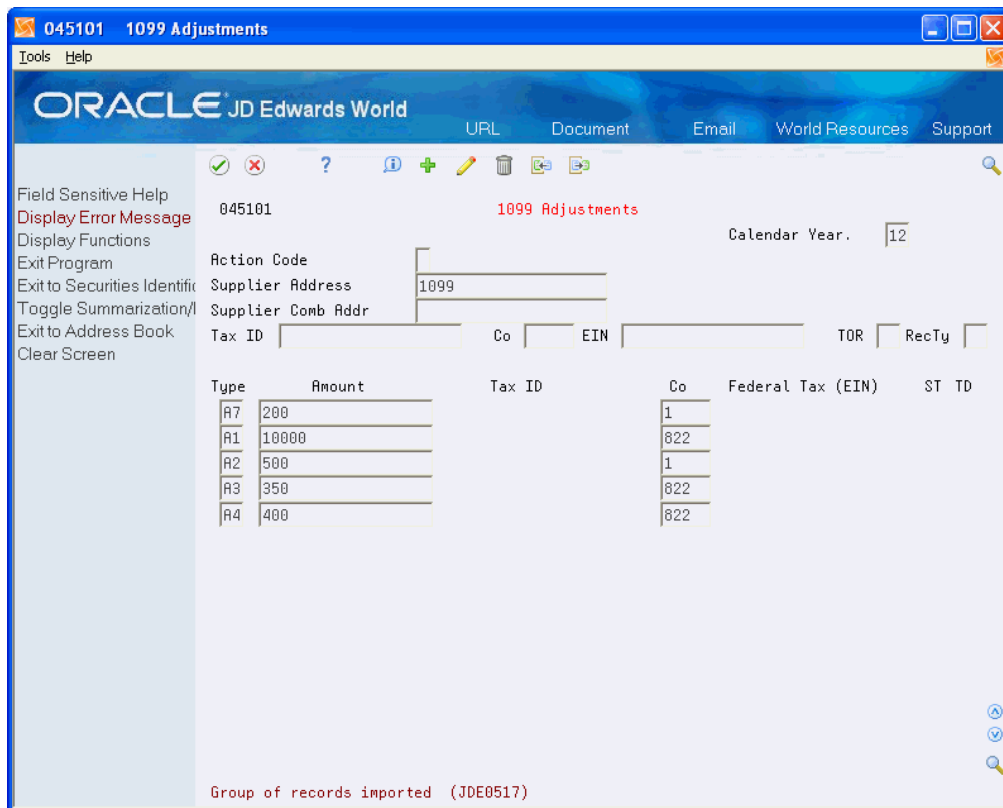 045101 1099 Adjustments
Tools Help
ORACLE JD Edwards World
URL Document Email World Resources Support
Field Sensitive Help
Display Error Message
Display Functions
Exit Program
Exit to Securities Identific
Toggle Summarization/
Exit to Address Book
Clear Screen
045101 1099 Adjustments
Calendar Year. 12
Action Code
Supplier Address 1099
Supplier Comb Addr
Tax ID Co EIN TOR RecTy
Type Amount Tax ID Co Federal Tax (EIN) ST TD
A7 200 1
A1 10000 822
A2 500 1
A3 350 822
A4 400 822
Group of records imported (JDE0517)